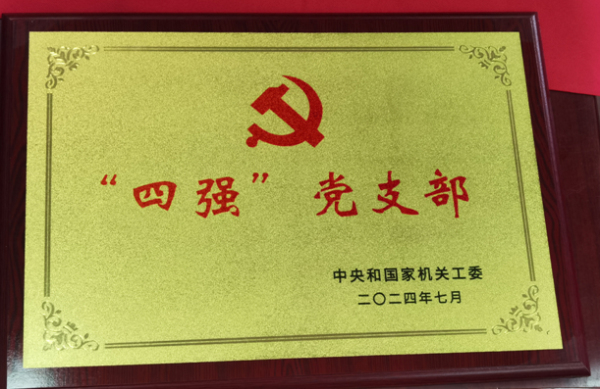 “四强”党支部
中央和国家机关工委
二〇二四年七月